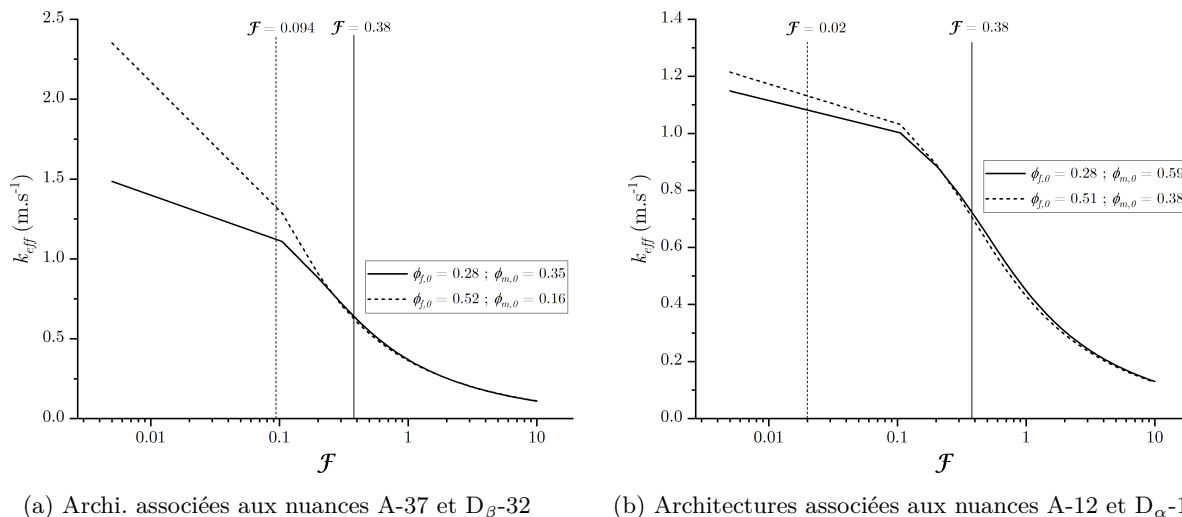 𝓕 = 0.094
𝓕 = 0.38
2.5
2.0
1.5
1.0
0.5
0.0
k_eff (m.s⁻¹)
ϕ_f,0 = 0.28 ; ϕ_m,0 = 0.35
ϕ_f,0 = 0.52 ; ϕ_m,0 = 0.16
0.01
0.1
1
10
𝓕
(a) Archi. associées aux nuances A-37 et D_β-32
𝓕 = 0.02
𝓕 = 0.38
1.4
1.2
1.0
0.8
0.6
0.4
0.2
0.0
k_eff (m.s⁻¹)
ϕ_f,0 = 0.28 ; ϕ_m,0 = 0.59
ϕ_f,0 = 0.51 ; ϕ_m,0 = 0.38
0.01
0.1
1
10
𝓕
(b) Architectures associées aux nuances A-12 et D_α-1